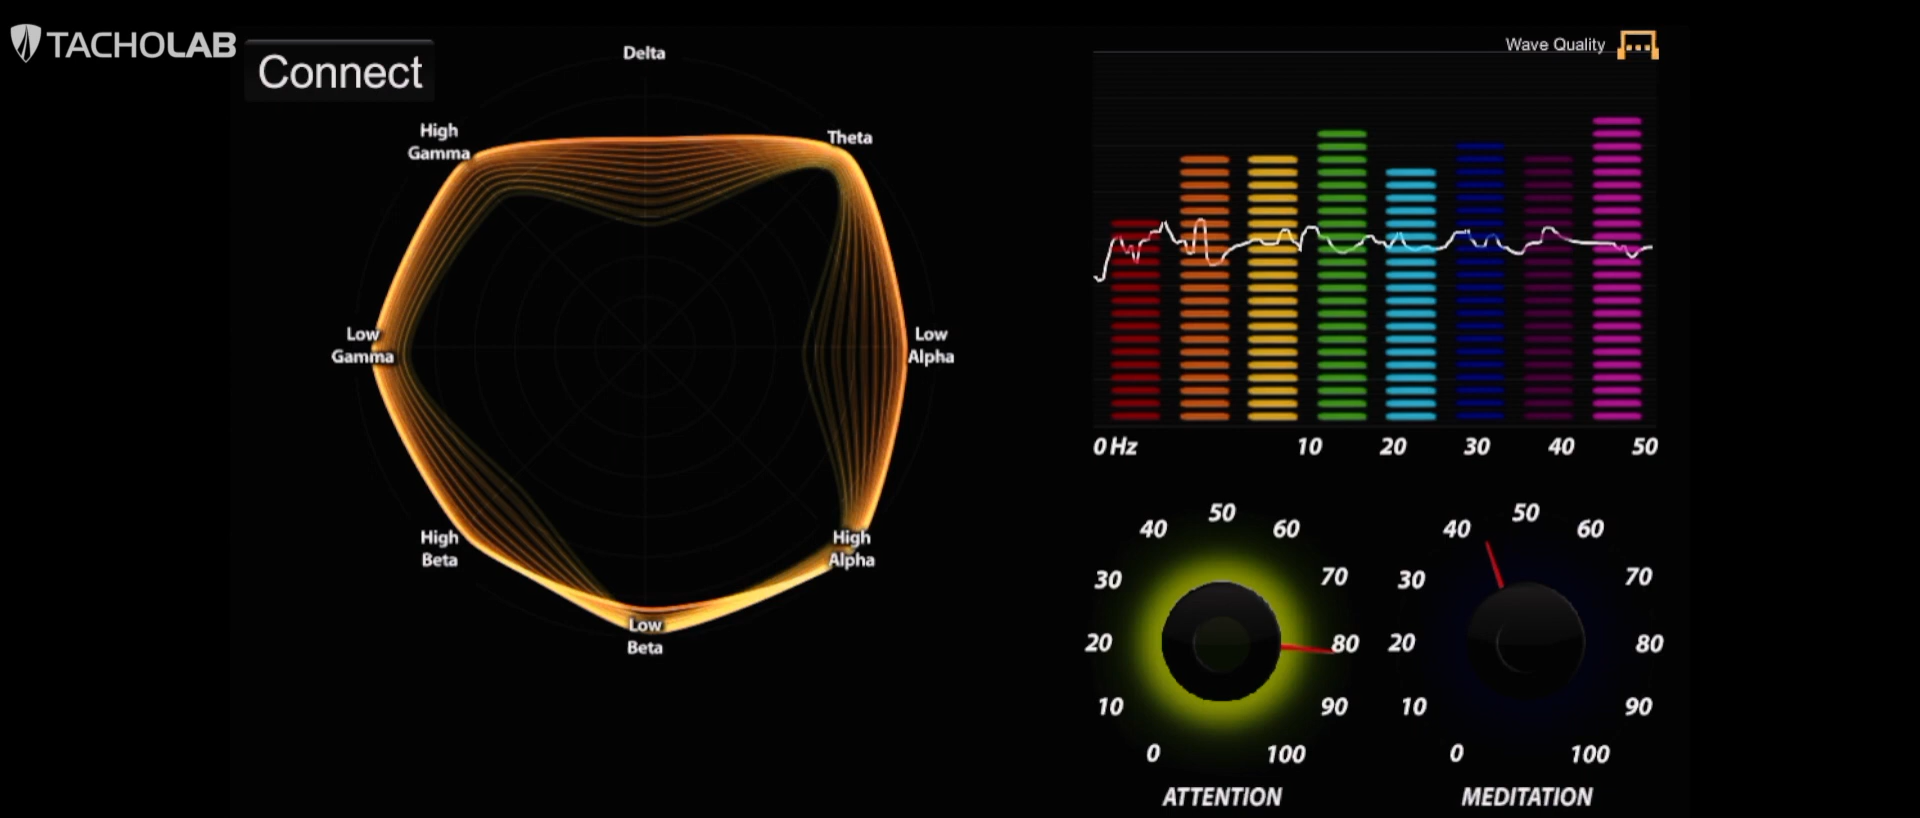 TACHOLAB
Connect
Wave Quality
Delta
High
Gamma
Theta
Low
Gamma
Low
Alpha
High
Beta
High
Alpha
Low
Beta
0 Hz 10 20 30 40 50
50
40 60
30 70
20 80
10 90
0 100
ATTENTION
50
40 60
30 70
20 80
10 90
0 100
MEDITATION